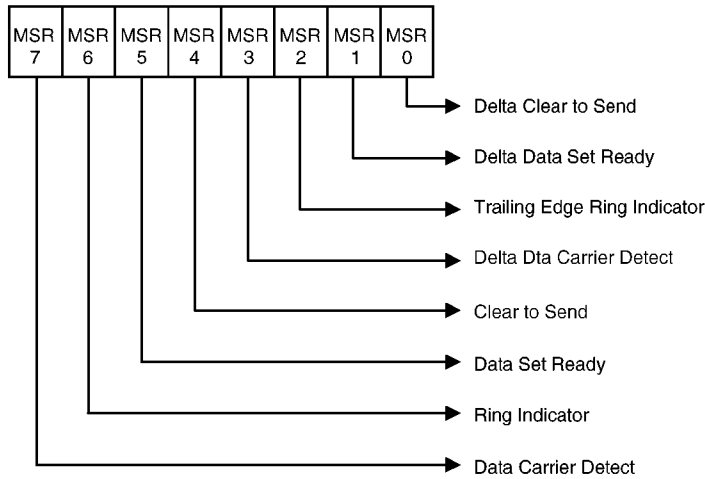 MSR MSR MSR MSR MSR MSR MSR MSR
7 6 5 4 3 2 1 0
Delta Clear to Send
Delta Data Set Ready
Trailing Edge Ring Indicator
Delta Dta Carrier Detect
Clear to Send
Data Set Ready
Ring Indicator
Data Carrier Detect